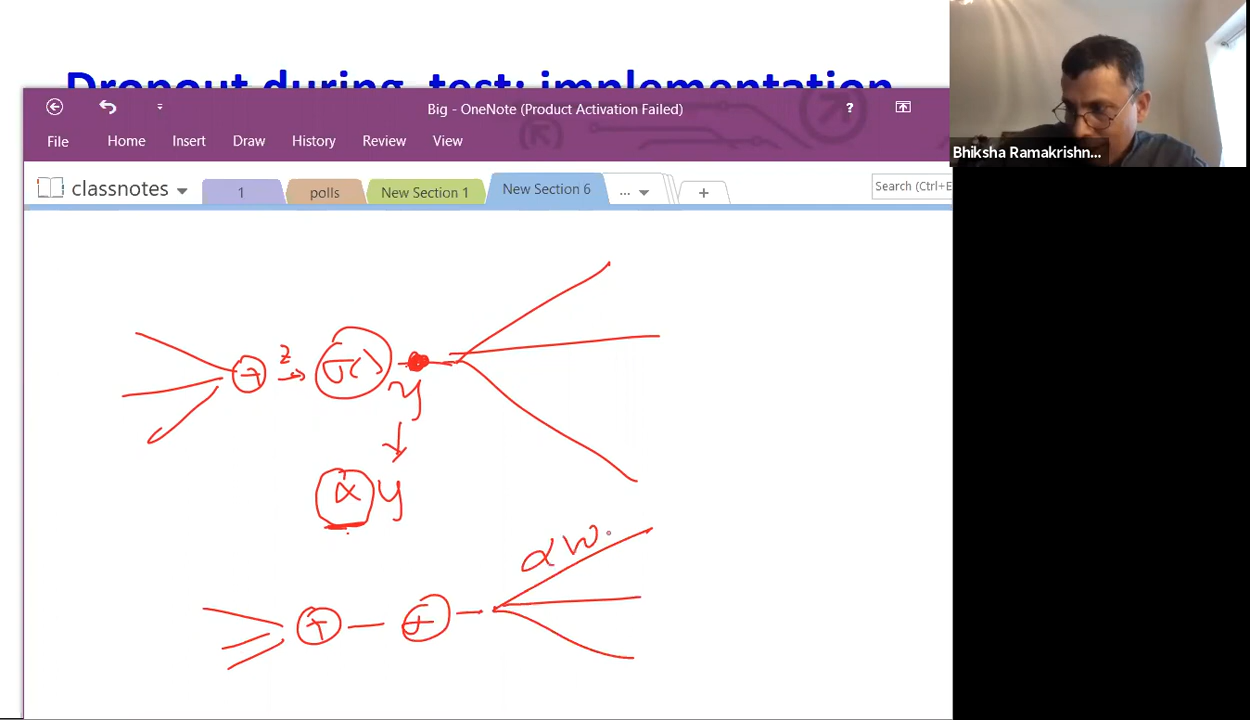 Dropout during test: implementation
Big - OneNote (Product Activation Failed)
?
File Home Insert Draw History Review View
classnotes 1 polls New Section 1 New Section 6 ... +
Search (Ctrl+E
Bhiksha Ramakrishn...
+ z σ( )
y
α y
α W
+